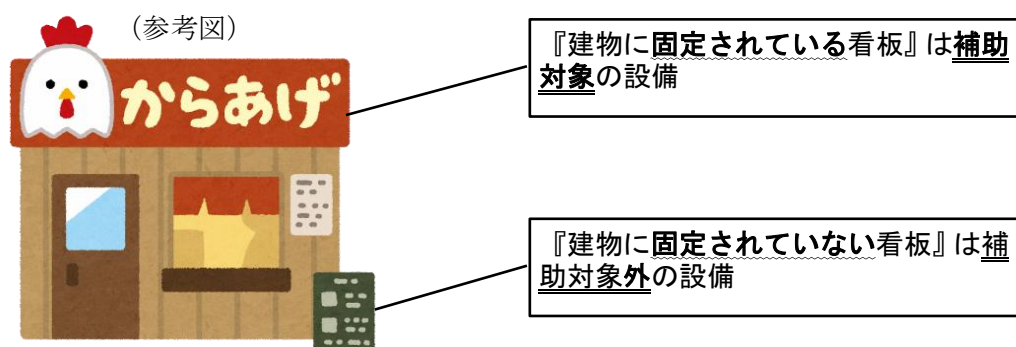 （参考図）
からあげ
『建物に固定されている看板』は補助
対象の設備
『建物に固定されていない看板』は補
助対象外の設備